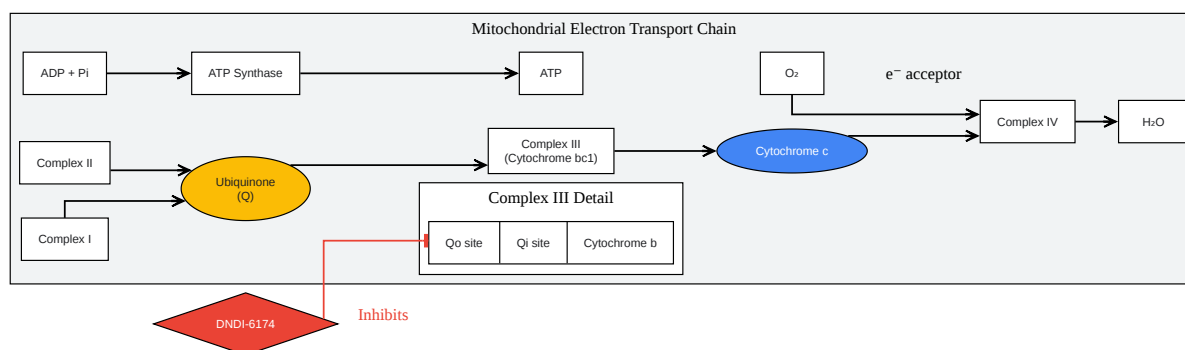 Mitochondrial Electron Transport Chain
ADP + Pi
ATP Synthase
ATP
O₂
e⁻ acceptor
Complex IV
H₂O
Complex II
Ubiquinone
(Q)
Complex III
(Cytochrome bc1)
Cytochrome c
Complex I
Complex III Detail
Qo site
Qi site
Cytochrome b
DNDI-6174
Inhibits